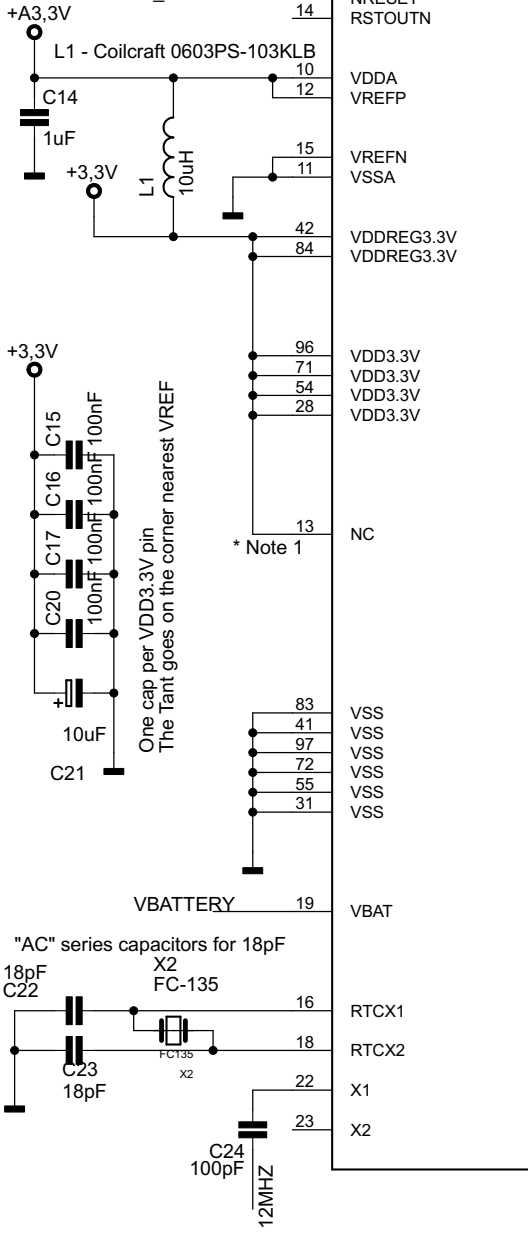 NRESET
+A3,3V
14
RSTOUTN
L1 - Coilcraft 0603PS-103KLB
10
VDDA
C14
12
VREFP
1uF
15
VREFN
L1
10uH
+3,3V
11
VSSA
42
VDDREG3.3V
84
VDDREG3.3V
+3,3V
96
VDD3.3V
71
VDD3.3V
54
VDD3.3V
28
VDD3.3V
C15
100nF
C16
100nF
C17
100nF
C20
100nF
One cap per VDD3.3V pin
The Tant goes on the corner nearest VREF
13
NC
* Note 1
+
10uF
C21
83
VSS
41
VSS
97
VSS
72
VSS
55
VSS
31
VSS
VBATTERY
19
VBAT
"AC" series capacitors for 18pF
18pF
C22
X2
FC-135
16
RTCX1
FC135
X2
18
RTCX2
C23
18pF
22
X1
23
X2
C24
100pF
12MHZ